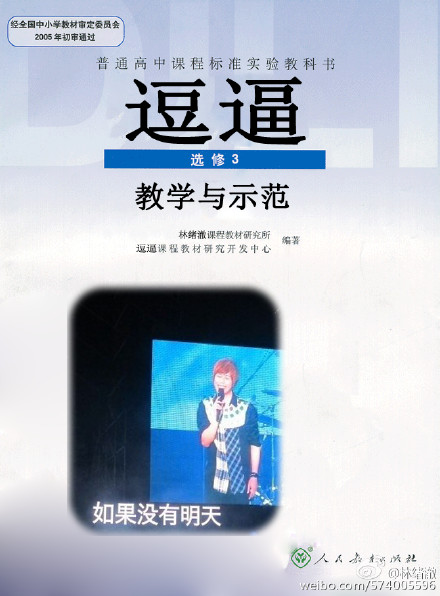 经全国中小学教材审定委员会
2005年初审通过
普通高中课程标准实验教科书
逗逼
选修3
教学与示范
林绪激课程教材研究所
逗逼课程教材研究开发中心
编著
如果没有明天
人民教育出版社
@林绪激
weibo.com/574005596